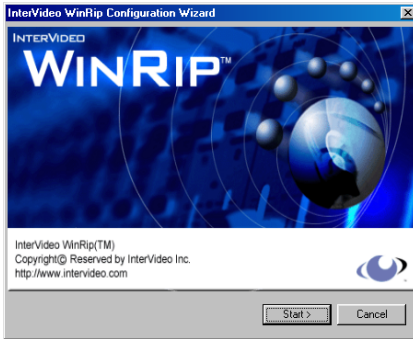 InterVideo WinRip Configuration Wizard
INTERVIDEO
WINRIP™
InterVideo WinRip(TM)
Copyright© Reserved by InterVideo Inc.
http://www.intervideo.com
Start >
Cancel